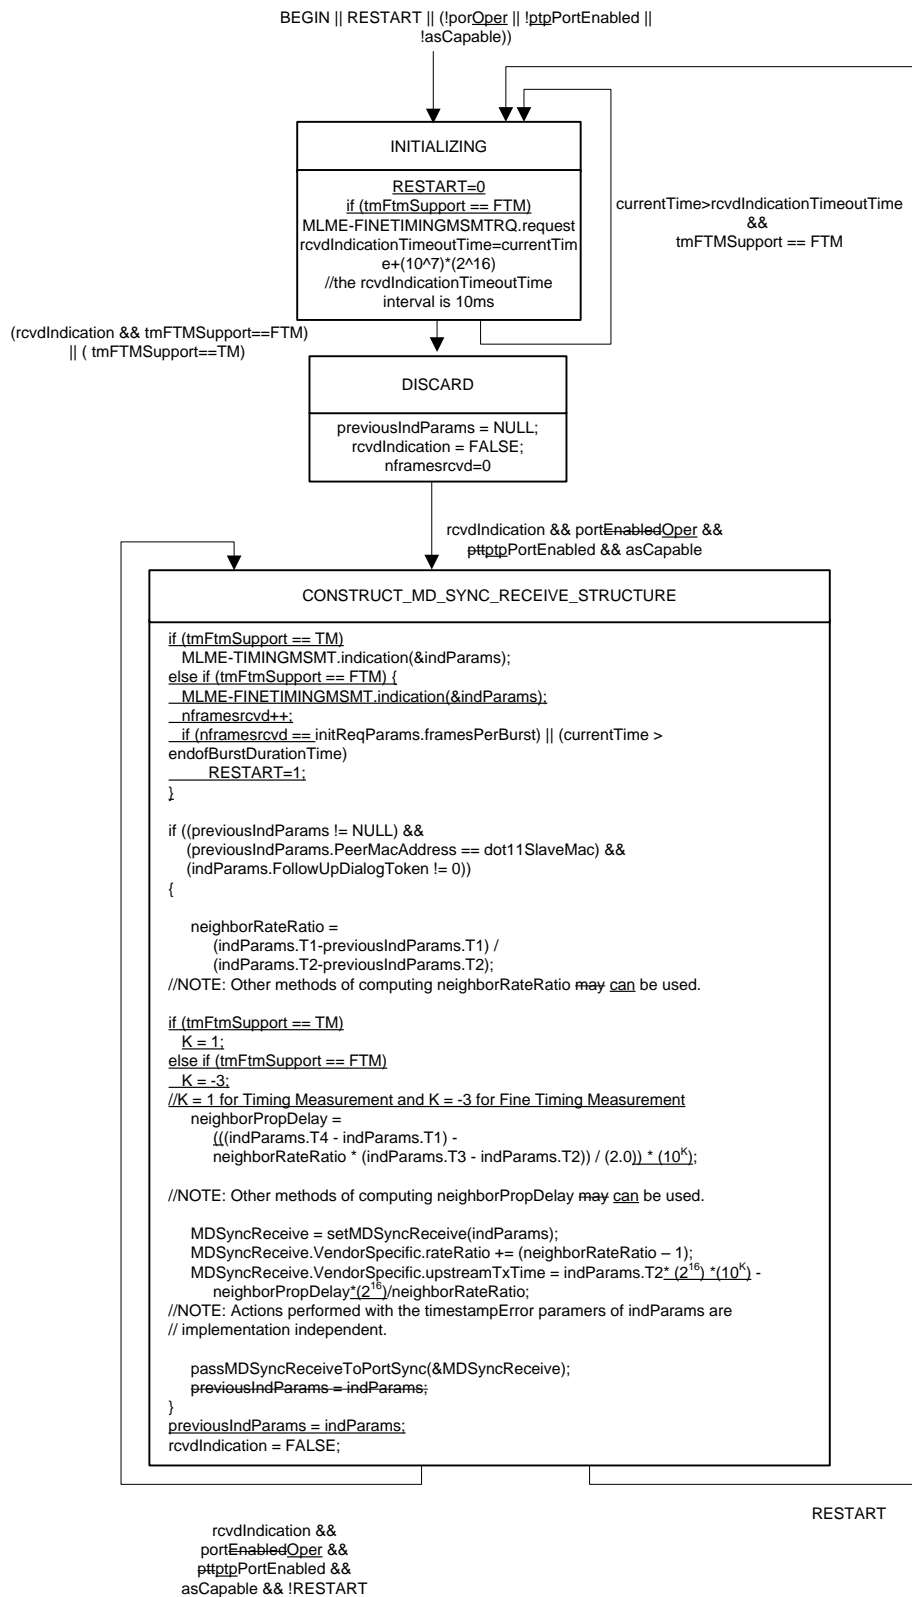 BEGIN || RESTART || (!porOper || !ptpPortEnabled ||
!asCapable))
INITIALIZING
RESTART=0
if (tmFtmSupport == FTM)
MLME-FINETIMINGMSMTRQ.request
rcvdIndicationTimeoutTime=currentTim
e+(10^7)*(2^16)
//the rcvdIndicationTimeoutTime
interval is 10ms
currentTime>rcvdIndicationTimeoutTime
&&
tmFTMSupport == FTM
(rcvdIndication && tmFTMSupport==FTM)
|| ( tmFTMSupport==TM)
DISCARD
previousIndParams = NULL;
rcvdIndication = FALSE;
nframesrcvd=0
rcvdIndication && portEnabledOper &&
pttptpPortEnabled && asCapable
CONSTRUCT_MD_SYNC_RECEIVE_STRUCTURE
if (tmFtmSupport == TM)
MLME-TIMINGMSMT.indication(&indParams);
else if (tmFtmSupport == FTM) {
MLME-FINETIMINGMSMT.indication(&indParams);
nframesrcvd++;
if (nframesrcvd == initReqParams.framesPerBurst) || (currentTime >
endofBurstDurationTime)
RESTART=1;
}
if ((previousIndParams != NULL) &&
(previousIndParams.PeerMacAddress == dot11SlaveMac) &&
(indParams.FollowUpDialogToken != 0))
{
neighborRateRatio =
(indParams.T1-previousIndParams.T1) /
(indParams.T2-previousIndParams.T2);
//NOTE: Other methods of computing neighborRateRatio may can be used.
if (tmFtmSupport == TM)
K = 1;
else if (tmFtmSupport == FTM)
K = -3;
//K = 1 for Timing Measurement and K = -3 for Fine Timing Measurement
neighborPropDelay =
(((indParams.T4 - indParams.T1) -
neighborRateRatio * (indParams.T3 - indParams.T2)) / (2.0)) * (10^K);
//NOTE: Other methods of computing neighborPropDelay may can be used.
MDSyncReceive = setMDSyncReceive(indParams);
MDSyncReceive.VendorSpecific.rateRatio += (neighborRateRatio – 1);
MDSyncReceive.VendorSpecific.upstreamTxTime = indParams.T2* (2^16) *(10^K) -
neighborPropDelay*(2^16)/neighborRateRatio;
//NOTE: Actions performed with the timestampError paramers of indParams are
// implementation independent.
passMDSyncReceiveToPortSync(&MDSyncReceive);
previousIndParams = indParams;
}
previousIndParams = indParams;
rcvdIndication = FALSE;
RESTART
rcvdIndication &&
portEnabledOper &&
pttptpPortEnabled &&
asCapable && !RESTART